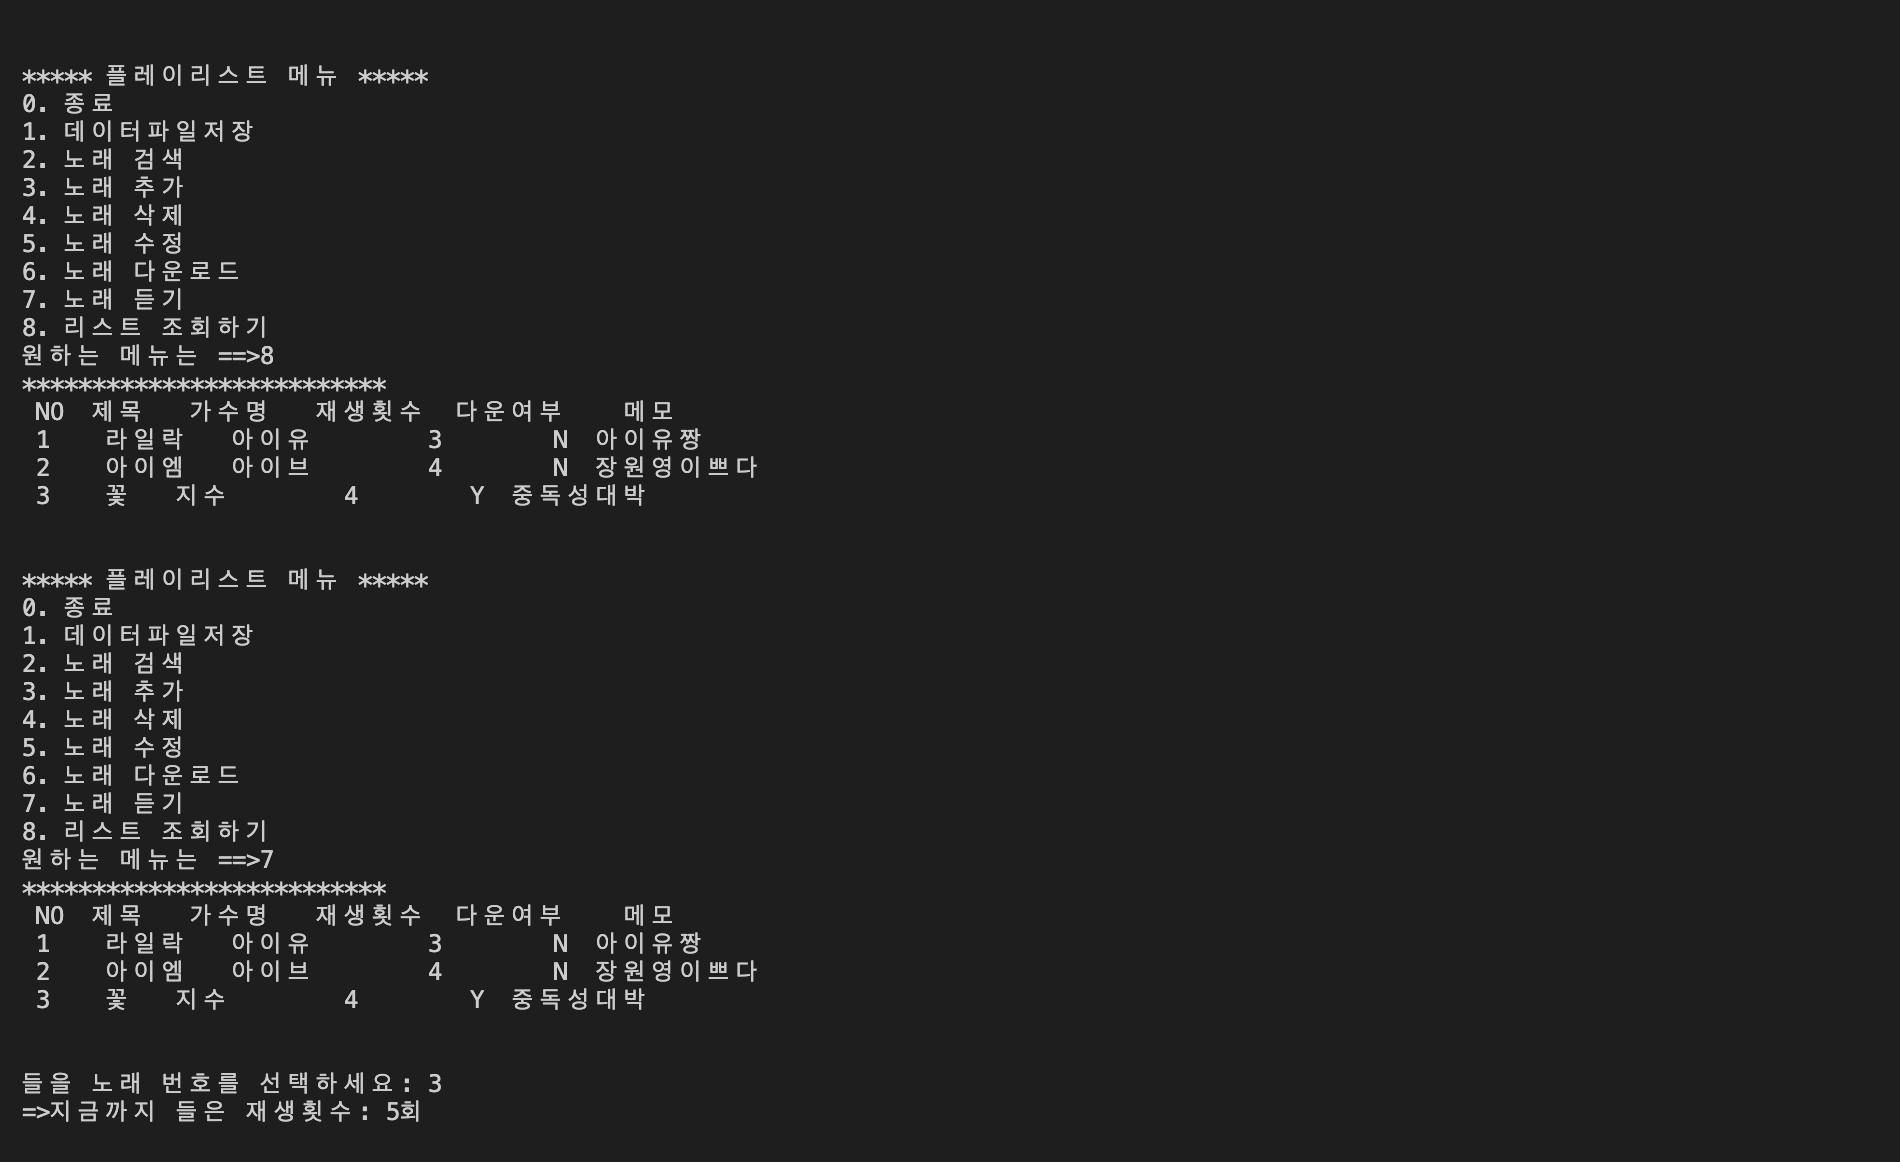 ***** 플레이리스트 메뉴 *****
0. 종료
1. 데이터파일저장
2. 노래 검색
3. 노래 추가
4. 노래 삭제
5. 노래 수정
6. 노래 다운로드
7. 노래 듣기
8. 리스트 조회하기
원하는 메뉴는 ==>8
**************************
NO 제목 가수명 재생횟수 다운여부 메모
1 라일락 아이유 3 N 아이유짱
2 아이엠 아이브 4 N 장원영이쁘다
3 꽃 지수 4 Y 중독성대박
***** 플레이리스트 메뉴 *****
0. 종료
1. 데이터파일저장
2. 노래 검색
3. 노래 추가
4. 노래 삭제
5. 노래 수정
6. 노래 다운로드
7. 노래 듣기
8. 리스트 조회하기
원하는 메뉴는 ==>7
**************************
NO 제목 가수명 재생횟수 다운여부 메모
1 라일락 아이유 3 N 아이유짱
2 아이엠 아이브 4 N 장원영이쁘다
3 꽃 지수 4 Y 중독성대박
들을 노래 번호를 선택하세요: 3
=>지금까지 들은 재생횟수: 5회